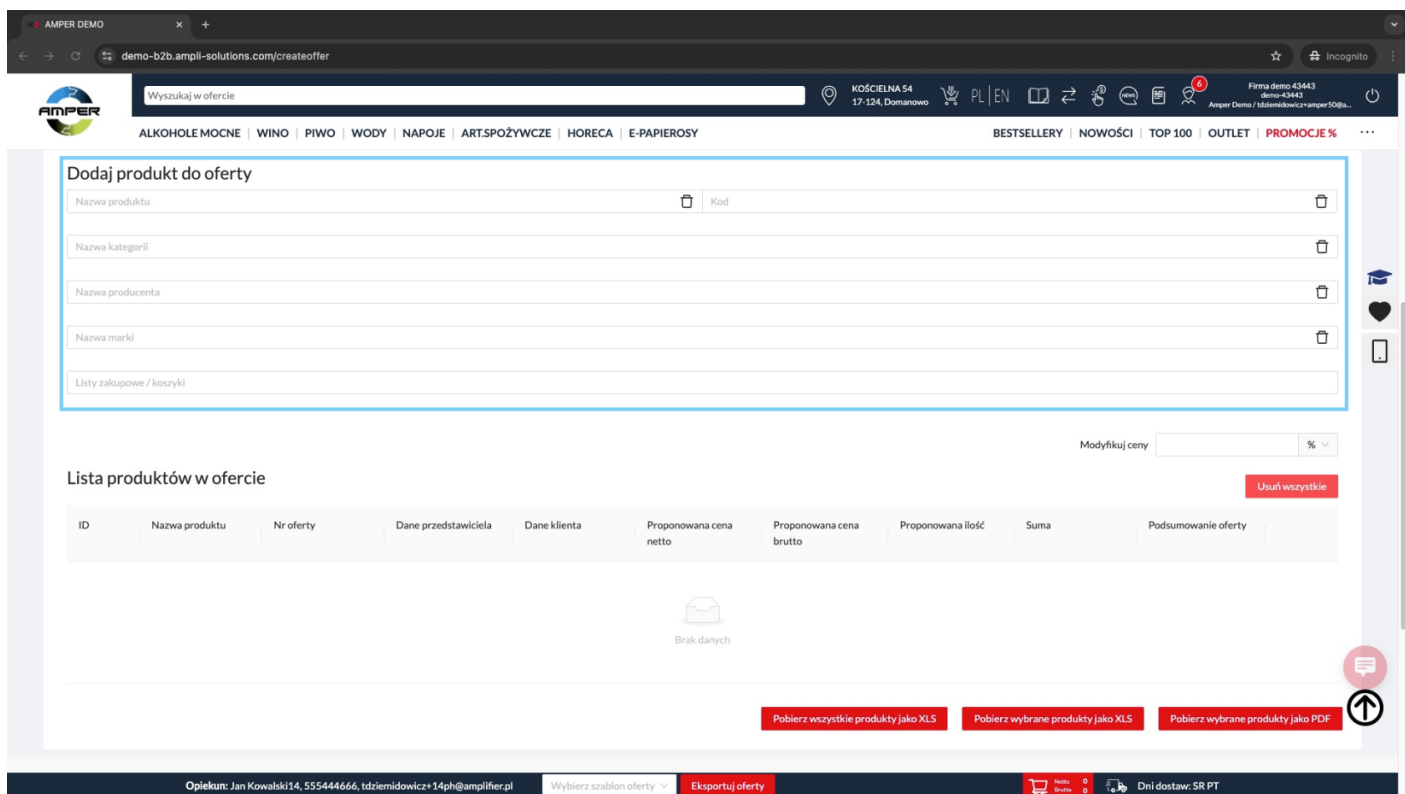 AMPER DEMO
demo-b2b.ampli-solutions.com/createoffer
Incognito
AMPER
Wyszukaj w ofercie
KOŚCIELNA 54
17-124, Domanowo
PL | EN
NEWS
6
Firma demo 43443
demo-43443
Amper Demo / tdziemidowicz+amper50@a...
ALKOHOLE MOCNE | WINO | PIWO | WODY | NAPOJE | ART.SPOŻYWCZE | HORECA | E-PAPIEROSY
BESTSELLERY | NOWOŚCI | TOP 100 | OUTLET | PROMOCJE % ...
Dodaj produkt do oferty
Nazwa produktu
Kod
Nazwa kategorii
Nazwa producenta
Nazwa marki
Listy zakupowe / koszyki
Modyfikuj ceny
%
Lista produktów w ofercie
Usuń wszystkie
ID
Nazwa produktu
Nr oferty
Dane przedstawiciela
Dane klienta
Proponowana cena
netto
Proponowana cena
brutto
Proponowana ilość
Suma
Podsumowanie oferty
Brak danych
Pobierz wszystkie produkty jako XLS
Pobierz wybrane produkty jako XLS
Pobierz wybrane produkty jako PDF
Opiekun: Jan Kowalski14, 555444666, tdziemidowicz+14ph@amplifier.pl
Wybierz szablon oferty
Eksportuj oferty
Netto 0
Brutto 0
Dni dostaw: SR PT